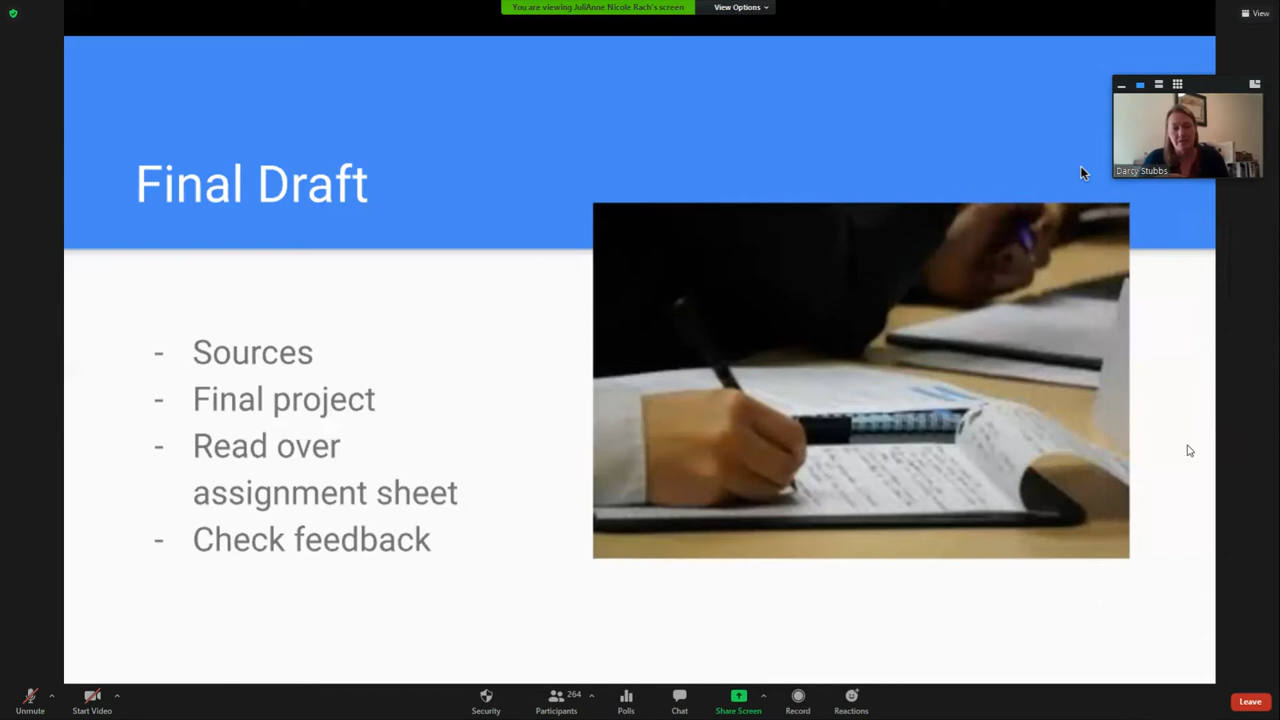 You are viewing JuliAnne Nicole Rach's screen
View Options
View
Darcy Stubbs
Final Draft
- Sources
- Final project
- Read over
assignment sheet
- Check feedback
Unmute
Start Video
Security
264
Participants
Polls
Chat
Share Screen
Record
Reactions
Leave